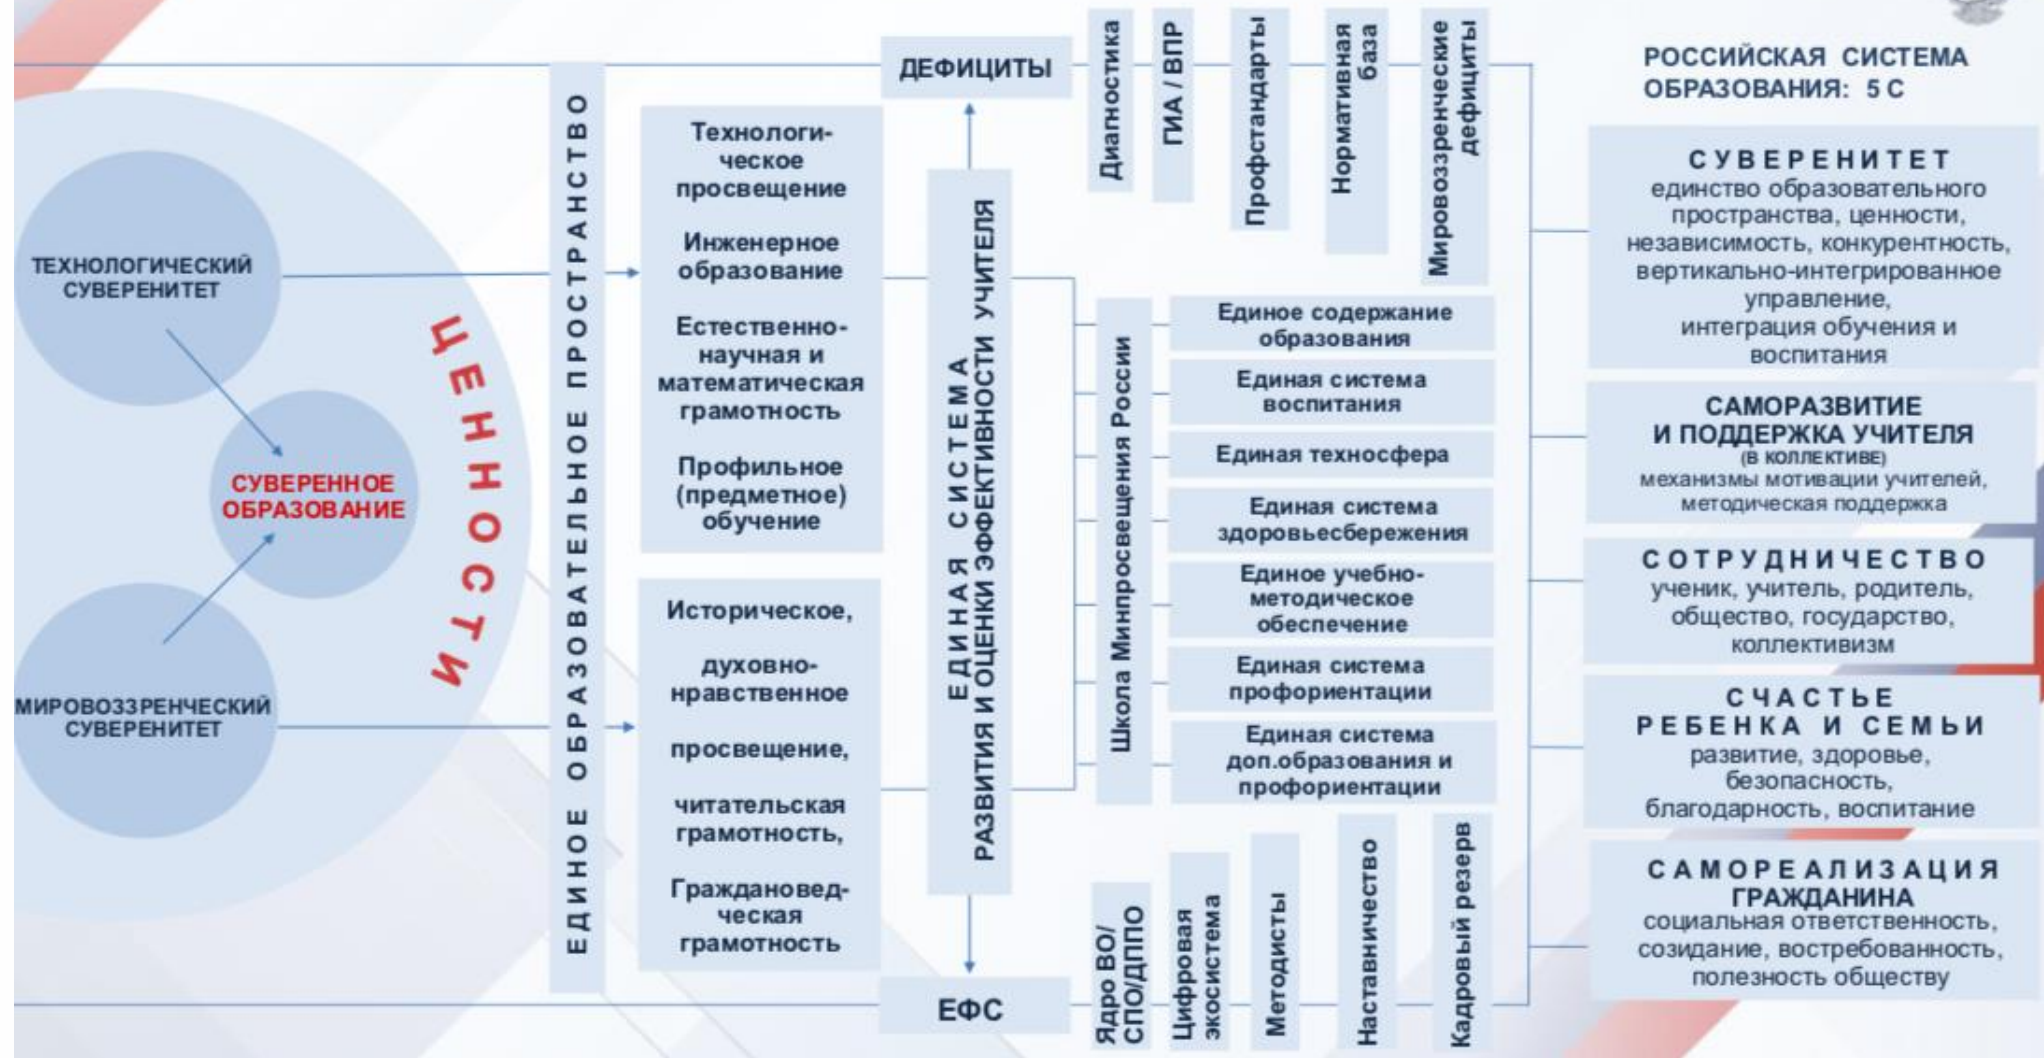 ТЕХНОЛОГИЧЕСКИЙ
СУВЕРЕНИТЕТ
СУВЕРЕННОЕ
ОБРАЗОВАНИЕ
МИРОВОЗЗРЕНЧЕСКИЙ
СУВЕРЕНИТЕТ
ЦЕННОСТИ
ЕДИНОЕ ОБРАЗОВАТЕЛЬНОЕ ПРОСТРАНСТВО
Технологи-
ческое
просвещение
Инженерное
образование
Естественно-
научная и
математическая
грамотность
Профильное
(предметное)
обучение
Историческое,
духовно-
нравственное
просвещение,
читательская
грамотность,
Граждановед-
ческая
грамотность
ДЕФИЦИТЫ
ЕДИНАЯ СИСТЕМА
РАЗВИТИЯ И ОЦЕНКИ ЭФФЕКТИВНОСТИ УЧИТЕЛЯ
ЕФС
Диагностика
ГИА / ВПР
Профстандарты
Нормативная
база
Мировоззренческие
дефициты
Школа Минпросвещения России
Единое содержание
образования
Единая система
воспитания
Единая техносфера
Единая система
здоровьесбережения
Единое учебно-
методическое
обеспечение
Единая система
профориентации
Единая система
доп.образования и
профориентации
Ядро ВО/
СПО/ДППО
Цифровая
экосистема
Методисты
Наставничество
Кадровый резерв
РОССИЙСКАЯ СИСТЕМА
ОБРАЗОВАНИЯ: 5 С
СУВЕРЕНИТЕТ
единство образовательного
пространства, ценности,
независимость, конкурентность,
вертикально-интегрированное
управление,
интеграция обучения и
воспитания
САМОРАЗВИТИЕ
И ПОДДЕРЖКА УЧИТЕЛЯ
(В КОЛЛЕКТИВЕ)
механизмы мотивации учителей,
методическая поддержка
СОТРУДНИЧЕСТВО
ученик, учитель, родитель,
общество, государство,
коллективизм
СЧАСТЬЕ
РЕБЕНКА И СЕМЬИ
развитие, здоровье,
безопасность,
благодарность, воспитание
САМОРЕАЛИЗАЦИЯ
ГРАЖДАНИНА
социальная ответственность,
созидание, востребованность,
полезность обществу